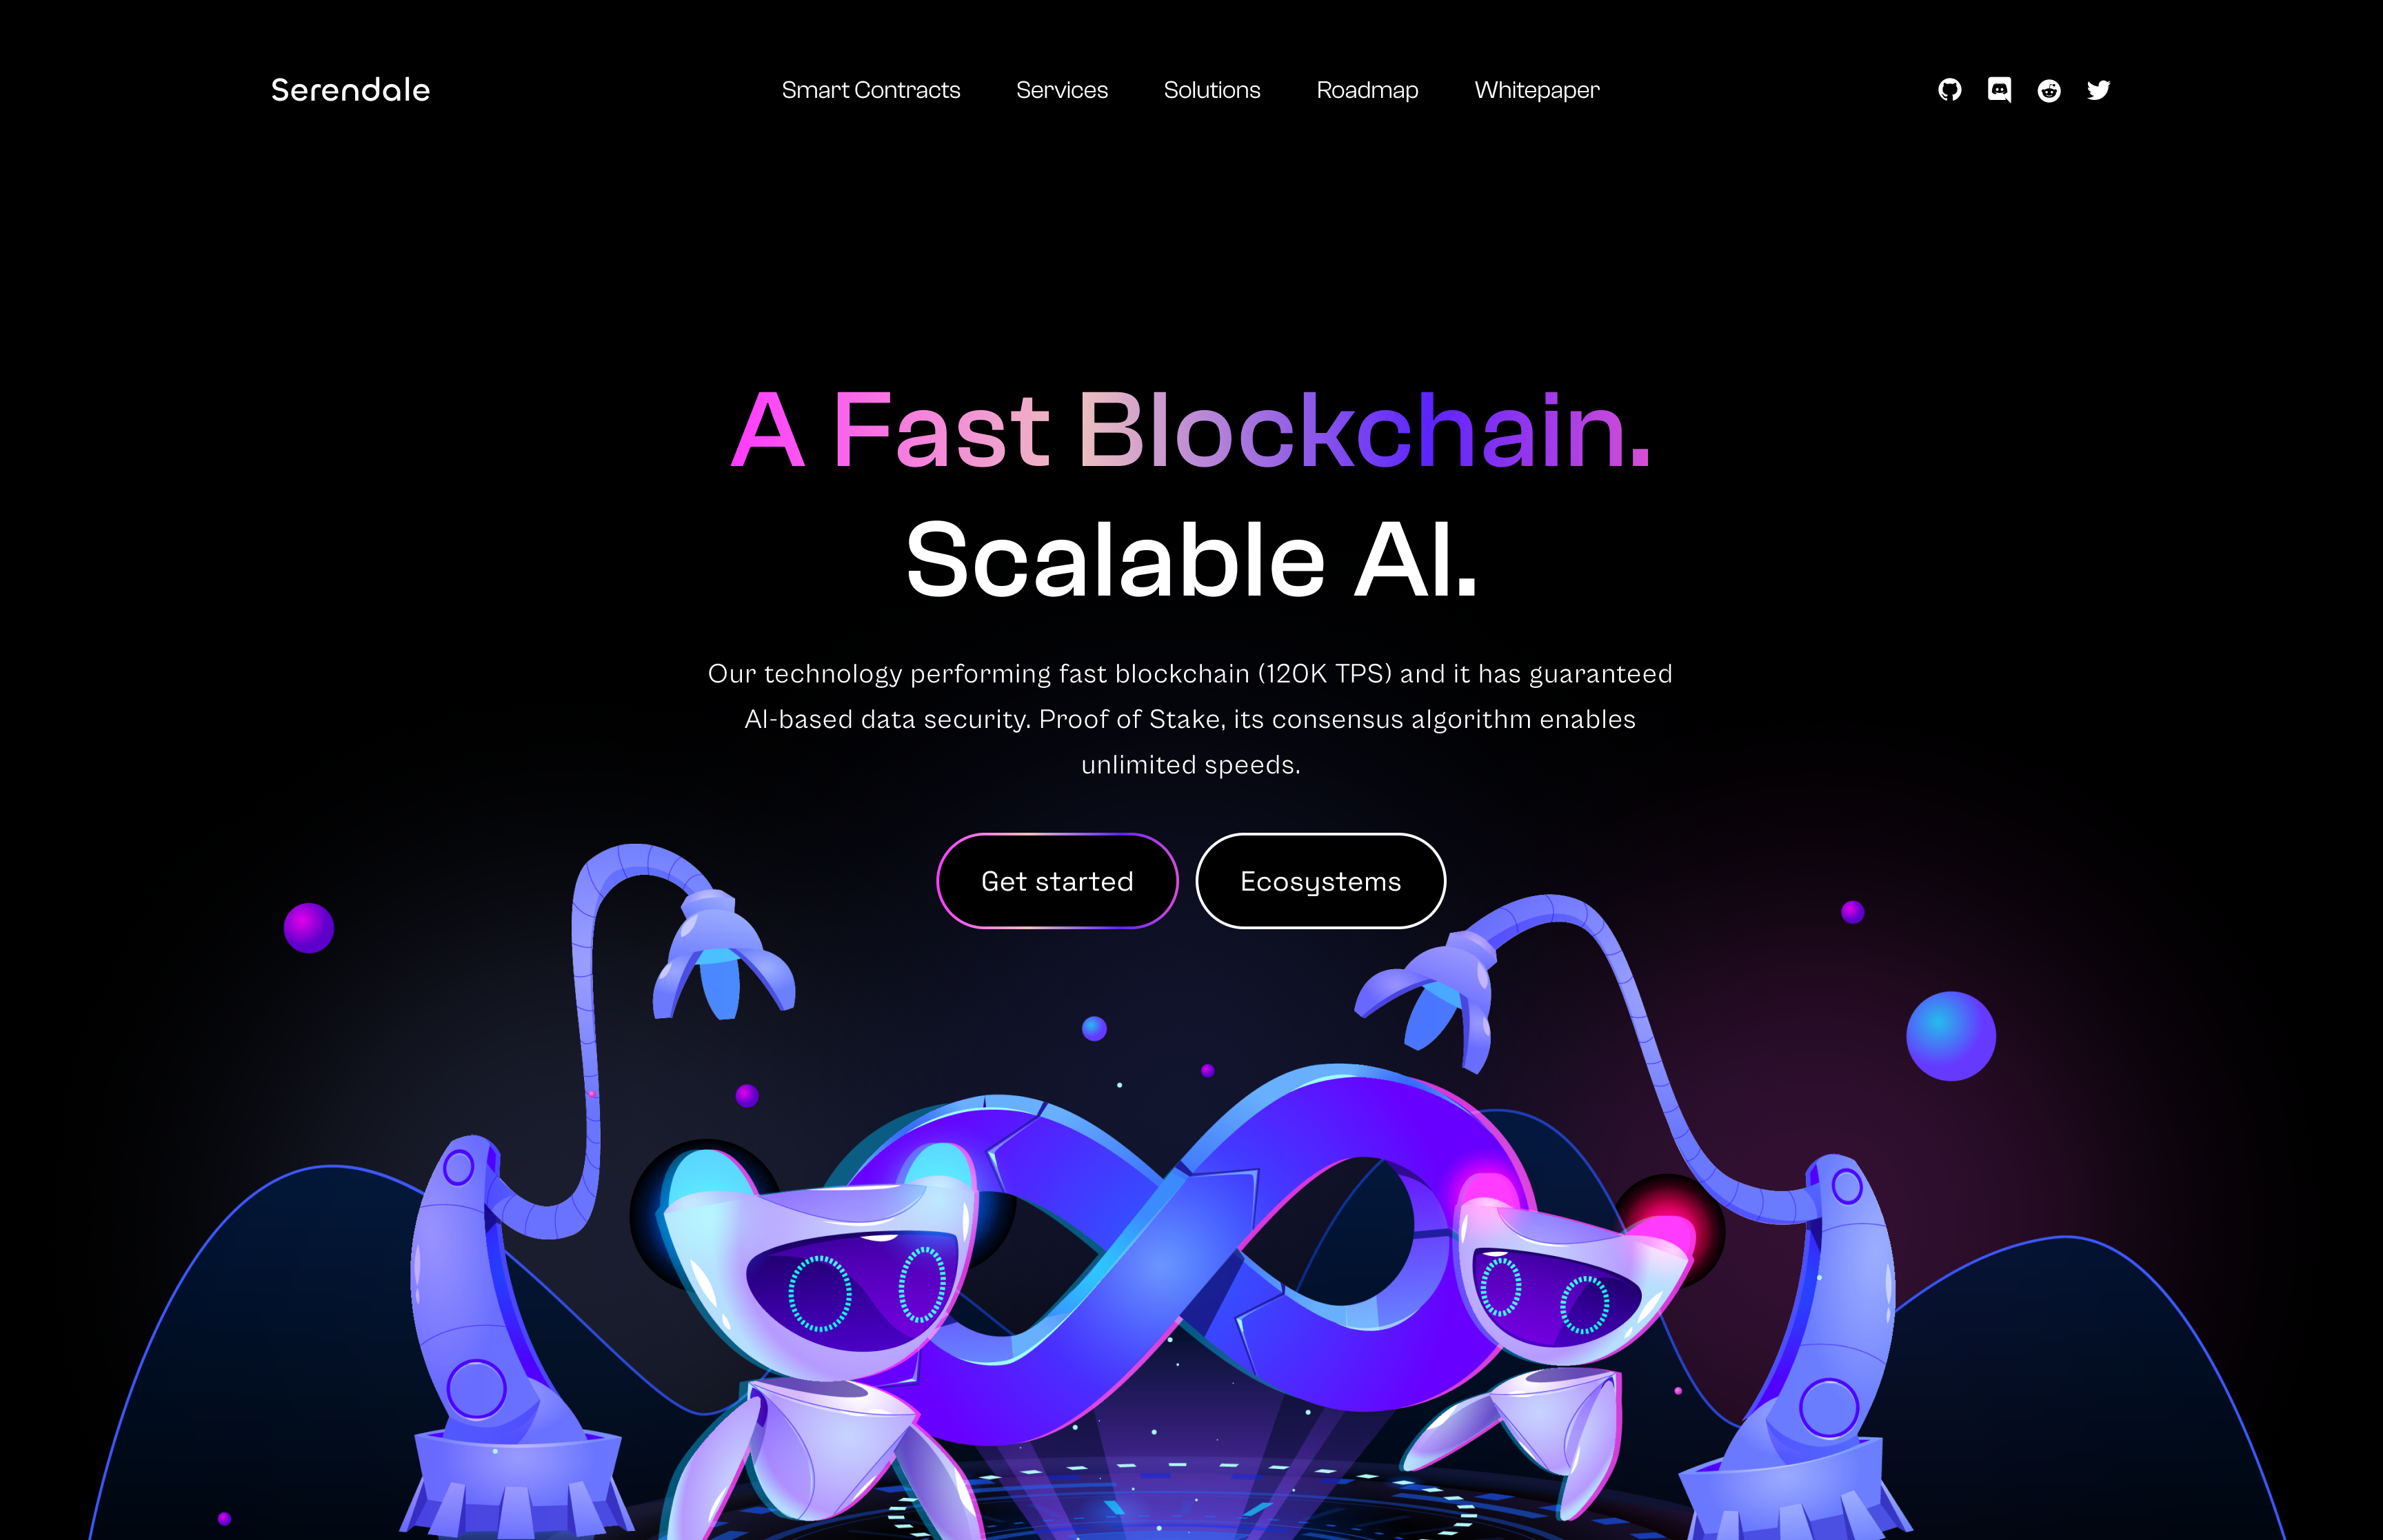 Serendale
Smart Contracts
Services
Solutions
Roadmap
Whitepaper
A Fast Blockchain.
Scalable AI.
Our technology performing fast blockchain (120K TPS) and it has guaranteed
AI-based data security. Proof of Stake, its consensus algorithm enables
unlimited speeds.
Get started
Ecosystems